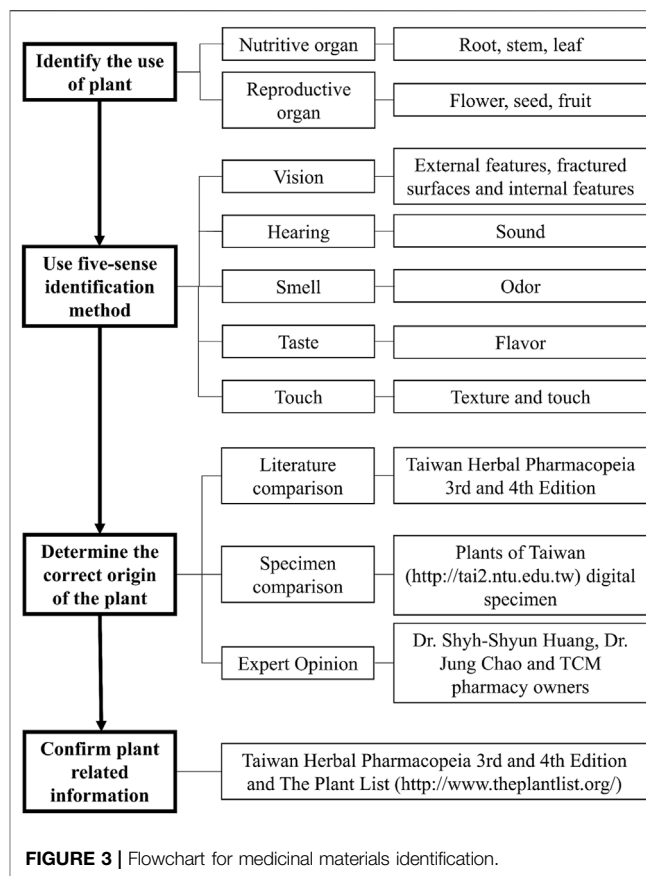 Identify the use
of plant
Nutritive organ
Root, stem, leaf
Reproductive
organ
Flower, seed, fruit
Use five-sense
identification
method
Vision
External features, fractured
surfaces and internal features
Hearing
Sound
Smell
Odor
Taste
Flavor
Touch
Texture and touch
Determine the
correct origin
of the plant
Literature
comparison
Taiwan Herbal Pharmacopeia
3rd and 4th Edition
Specimen
comparison
Plants of Taiwan
(http://tai2.ntu.edu.tw) digital
specimen
Expert Opinion
Dr. Shyh-Shyun Huang, Dr.
Jung Chao and TCM
pharmacy owners
Confirm plant
related
information
Taiwan Herbal Pharmacopeia 3rd and 4th Edition
and The Plant List (http://www.theplantlist.org/)
FIGURE 3 | Flowchart for medicinal materials identification.